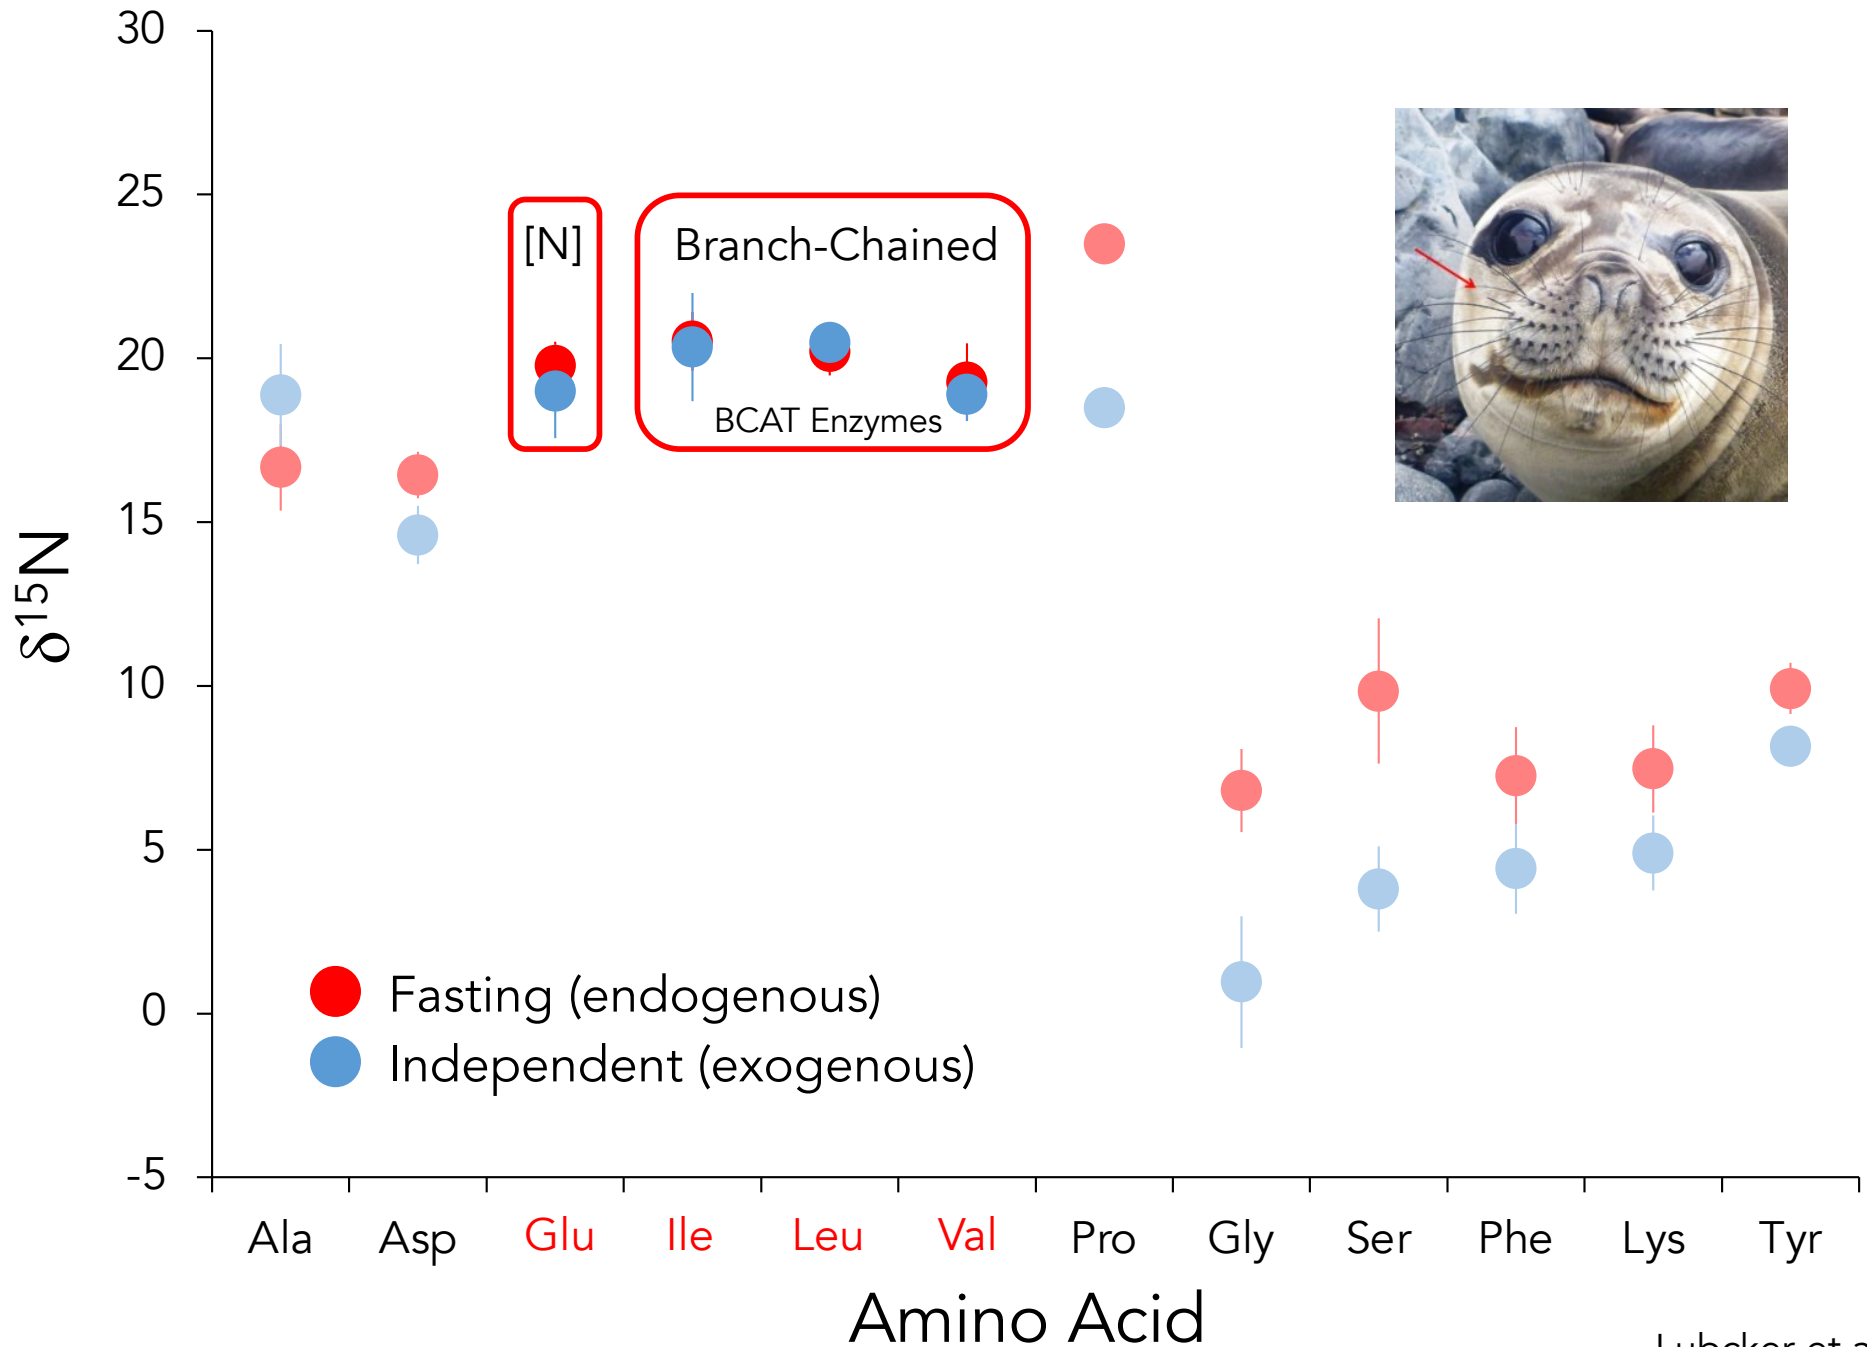 30
25
20
15
10
5
0
-5
δ15N
[N]
Branch-Chained
BCAT Enzymes
Fasting (endogenous)
Independent (exogenous)
Ala Asp Glu Ile Leu Val Pro Gly Ser Phe Lys Tyr
Amino Acid